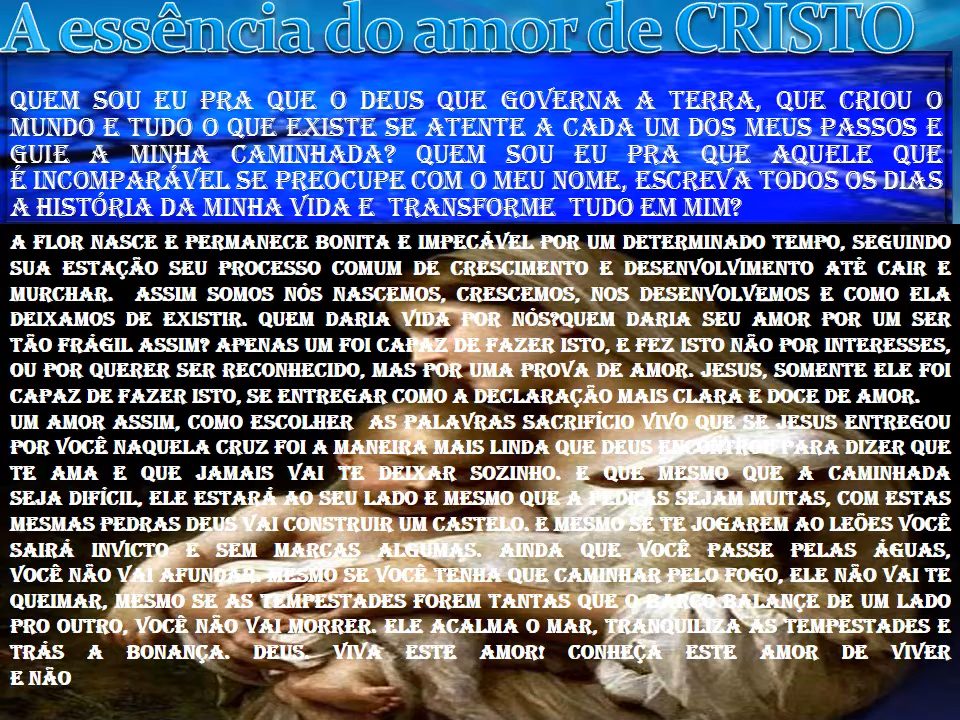 A essência do amor de CRISTO
QUEM SOU EU PRA QUE O DEUS QUE GOVERNA A TERRA, QUE CRIOU O
MUNDO E TUDO O QUE EXISTE SE ATENTE A CADA UM DOS MEUS PASSOS E
GUIE A MINHA CAMINHADA? QUEM SOU EU PRA QUE AQUELE QUE
É INCOMPARÁVEL SE PREOCUPE COM O MEU NOME, ESCREVA TODOS OS DIAS
A HISTÓRIA DA MINHA VIDA E TRANSFORME TUDO EM MIM?
A FLOR NASCE E PERMANECE BONITA E IMPECÁVEL POR UM DETERMINADO TEMPO, SEGUINDO
SUA ESTAÇÃO SEU PROCESSO COMUM DE CRESCIMENTO E DESENVOLVIMENTO ATÉ CAIR E
MURCHAR. ASSIM SOMOS NÓS NASCEMOS, CRESCEMOS, NOS DESENVOLVEMOS E COMO ELA
DEIXAMOS DE EXISTIR. QUEM DARIA VIDA POR NÓS?QUEM DARIA SEU AMOR POR UM SER
TÃO FRÁGIL ASSIM? APENAS UM FOI CAPAZ DE FAZER ISTO, E FEZ ISTO NÃO POR INTERESSES,
OU POR QUERER SER RECONHECIDO, MAS POR UMA PROVA DE AMOR. JESUS, SOMENTE ELE FOI
CAPAZ DE FAZER ISTO, SE ENTREGAR COMO A DECLARAÇÃO MAIS CLARA E DOCE DE AMOR.
UM AMOR ASSIM, COMO ESCOLHER AS PALAVRAS SACRIFÍCIO VIVO QUE SE JESUS ENTREGOU
POR VOCÊ NAQUELA CRUZ FOI A MANEIRA MAIS LINDA QUE DEUS ENCONTROU PARA DIZER QUE
TE AMA E QUE JAMAIS VAI TE DEIXAR SOZINHO. E QUE MESMO QUE A CAMINHADA
SEJA DIFÍCIL, ELE ESTARÁ AO SEU LADO E MESMO QUE A PEDRAS SEJAM MUITAS, COM ESTAS
MESMAS PEDRAS DEUS VAI CONSTRUIR UM CASTELO. E MESMO SE TE JOGAREM AO LEÕES VOCÊ
SAIRÁ INVICTO E SEM MARCAS ALGUMAS. AINDA QUE VOCÊ PASSE PELAS ÁGUAS,
VOCÊ NÃO VAI AFUNDAR. MESMO SE VOCÊ TENHA QUE CAMINHAR PELO FOGO, ELE NÃO VAI TE
QUEIMAR, MESMO SE AS TEMPESTADES FOREM TANTAS QUE O BARCO BALANÇE DE UM LADO
PRO OUTRO, VOCÊ NÃO VAI MORRER. ELE ACALMA O MAR, TRANQUILIZA AS TEMPESTADES E
TRÁS A BONANÇA. DEUS. VIVA ESTE AMOR! CONHEÇA ESTE AMOR DE VIVER
E NÃO